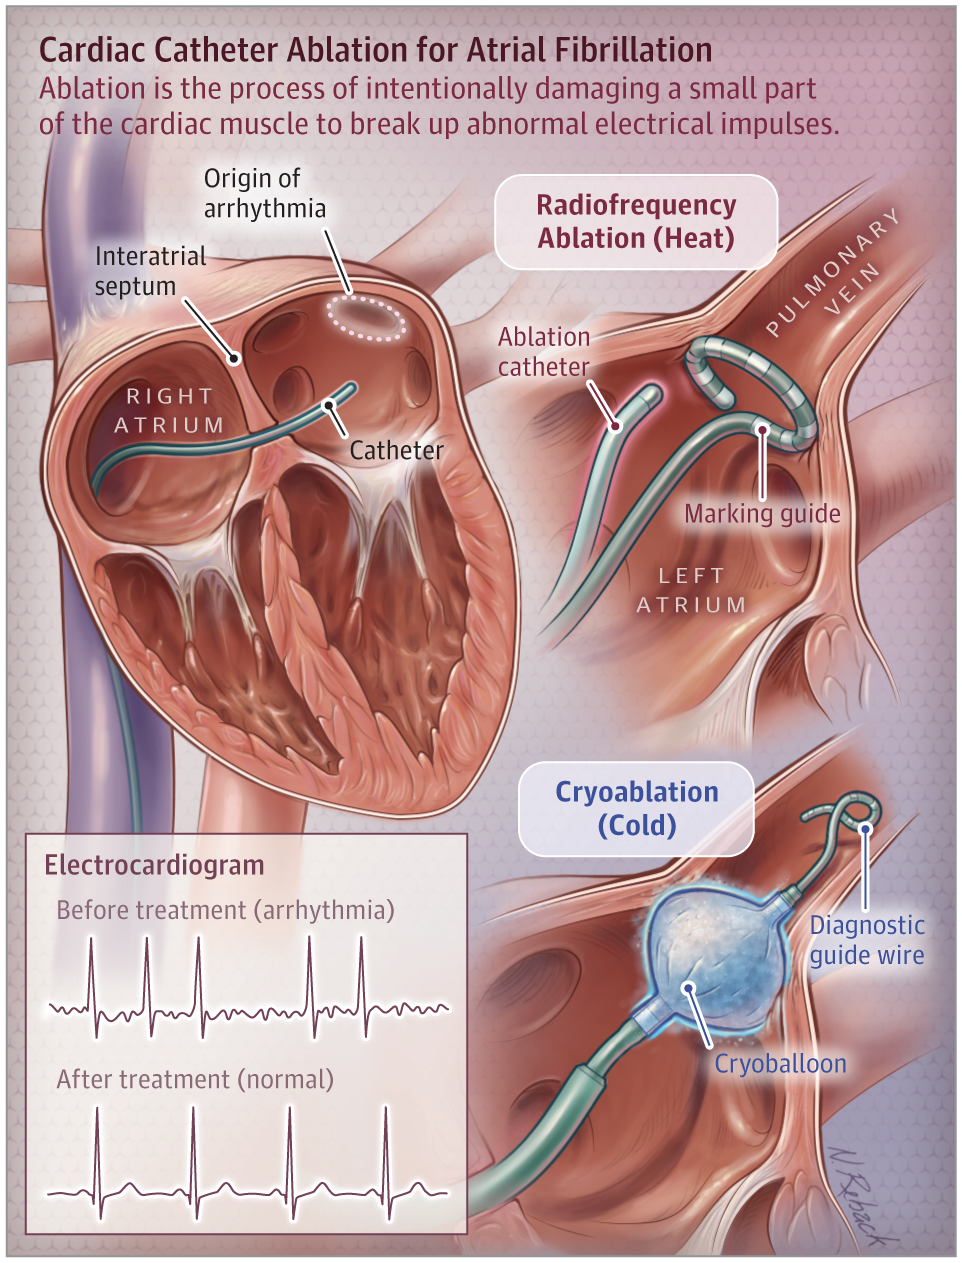 Cardiac Catheter Ablation for Atrial Fibrillation
Ablation is the process of intentionally damaging a small part
of the cardiac muscle to break up abnormal electrical impulses.
Origin of
arrhythmia
Interatrial
septum
RIGHT
ATRIUM
Catheter
Radiofrequency
Ablation (Heat)
PULMONARY
VEIN
Ablation
catheter
Marking guide
LEFT
ATRIUM
Cryoablation
(Cold)
Diagnostic
guide wire
Cryoballoon
Electrocardiogram
Before treatment (arrhythmia)
After treatment (normal)
N. Reback